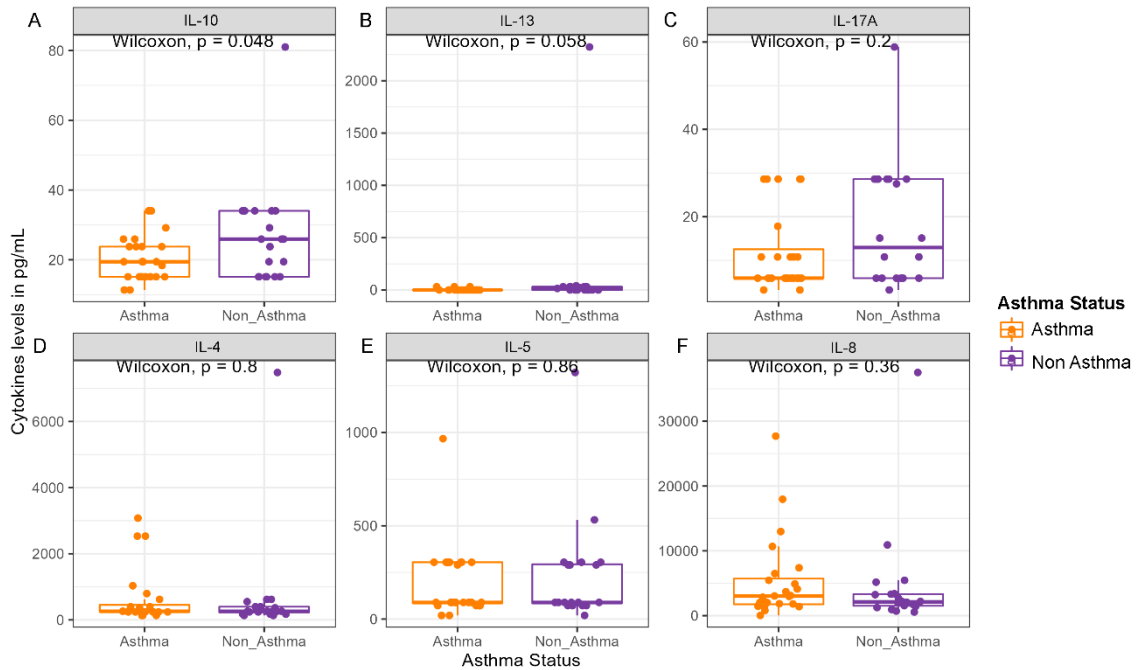 A
IL-10
Wilcoxon, p = 0.048
80
60
40
20
Asthma
Non_Asthma
B
IL-13
Wilcoxon, p = 0.058
2000
1500
1000
500
0
Asthma
Non_Asthma
C
IL-17A
Wilcoxon, p = 0.2
60
40
20
Asthma
Non_Asthma
Cytokines levels in pg/mL
D
IL-4
Wilcoxon, p = 0.8
6000
4000
2000
0
Asthma
Non_Asthma
E
IL-5
Wilcoxon, p = 0.86
1000
500
0
Asthma
Non_Asthma
F
IL-8
Wilcoxon, p = 0.36
30000
20000
10000
0
Asthma
Non_Asthma
Asthma Status
Asthma Status
Asthma
Non Asthma